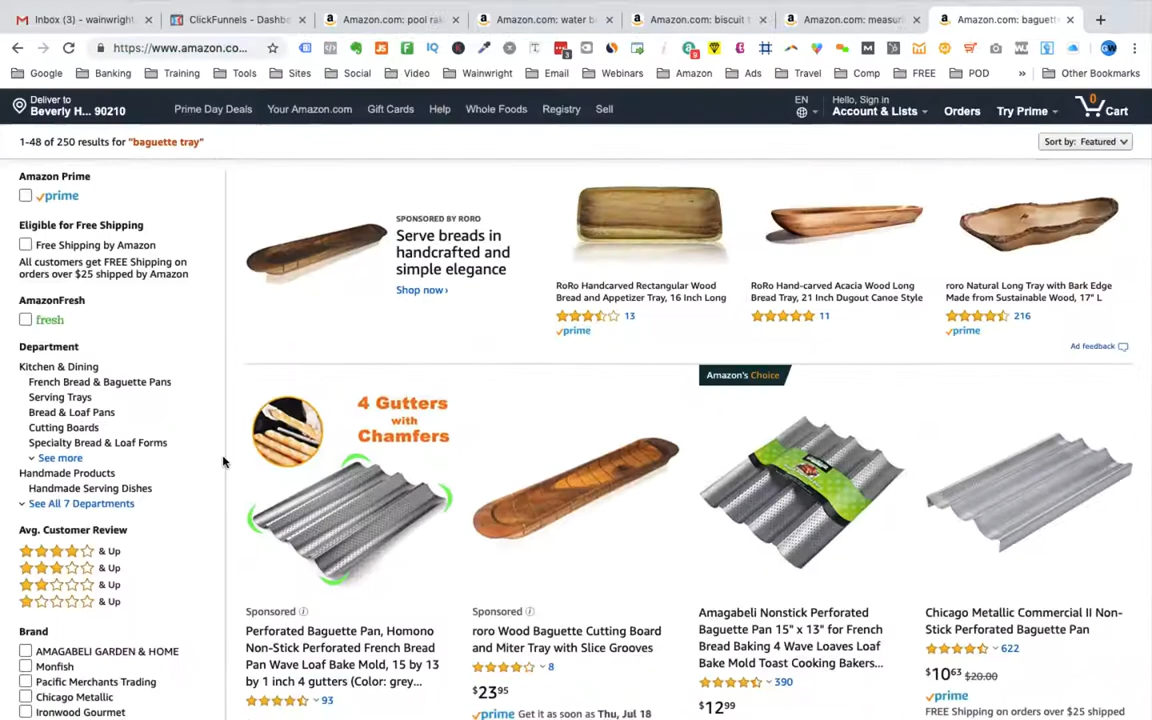 Inbox (3) - wainwright
ClickFunnels - Dashbo
Amazon.com: pool ra
Amazon.com: water b
Amazon.com: biscuit t
Amazon.com: measuri
Amazon.com: baguett
https://www.amazon.co...
Google Banking Training Tools Sites Social Video Wainwright Email Webinars Amazon Ads Travel Comp FREE POD » Other Bookmarks
Deliver to
Beverly H... 90210
Prime Day Deals Your Amazon.com Gift Cards Help Whole Foods Registry Sell
EN
Hello, Sign in
Account & Lists
Orders
Try Prime
0
Cart
1-48 of 250 results for "baguette tray"
Sort by: Featured
Amazon Prime
prime
Eligible for Free Shipping
Free Shipping by Amazon
All customers get FREE Shipping on
orders over $25 shipped by Amazon
AmazonFresh
fresh
Department
Kitchen & Dining
French Bread & Baguette Pans
Serving Trays
Bread & Loaf Pans
Cutting Boards
Specialty Bread & Loaf Forms
See more
Handmade Products
Handmade Serving Dishes
See All 7 Departments
Avg. Customer Review
& Up
& Up
& Up
& Up
Brand
AMAGABELI GARDEN & HOME
Monfish
Pacific Merchants Trading
Chicago Metallic
Ironwood Gourmet
SPONSORED BY RORO
Serve breads in
handcrafted and
simple elegance
Shop now ›
RoRo Handcarved Rectangular Wood
Bread and Appetizer Tray, 16 Inch Long
13
prime
RoRo Hand-carved Acacia Wood Long
Bread Tray, 21 Inch Dugout Canoe Style
11
roro Natural Long Tray with Bark Edge
Made from Sustainable Wood, 17" L
216
prime
Ad feedback
4 Gutters
with
Chamfers
Sponsored
Perforated Baguette Pan, Homono
Non-Stick Perforated French Bread
Pan Wave Loaf Bake Mold, 15 by 13
by 1 inch 4 gutters (Color: grey...
93
Sponsored
roro Wood Baguette Cutting Board
and Miter Tray with Slice Grooves
8
$23.95
prime Get it as soon as Thu, Jul 18
Amazon's Choice
Amagabeli Nonstick Perforated
Baguette Pan 15" x 13" for French
Bread Baking 4 Wave Loaves Loaf
Bake Mold Toast Cooking Bakers...
390
$12.99
Chicago Metallic Commercial II Non-
Stick Perforated Baguette Pan
622
$10.63 $20.00
prime
FREE Shipping on orders over $25 shipped